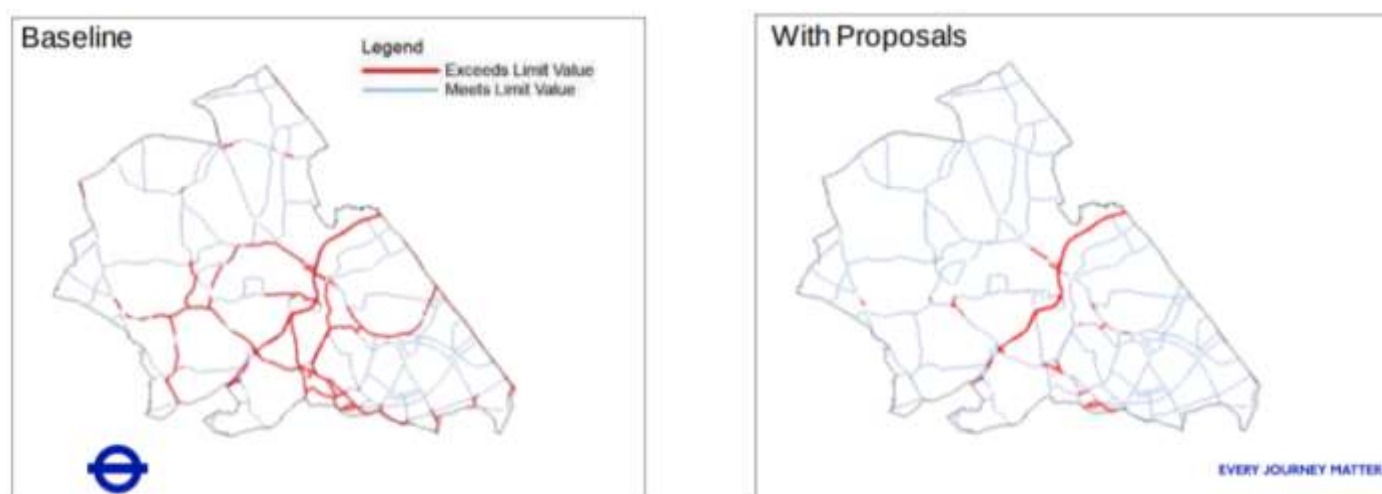 Baseline
Legend
Exceeds Limit Value
Meets Limit Value
With Proposals
EVERY JOURNEY MATTER